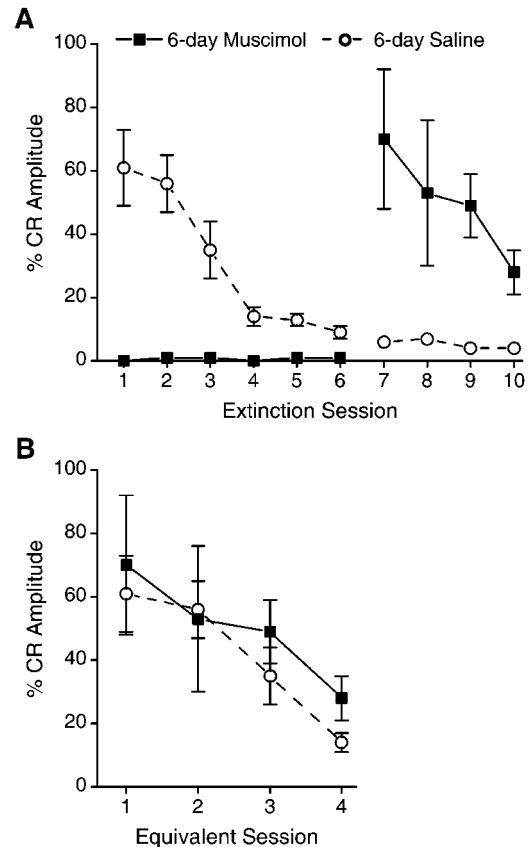 A
6-day Muscimol 6-day Saline
100
80
60
40
20
0
% CR Amplitude
1 2 3 4 5 6 7 8 9 10
Extinction Session
B
100
80
60
40
20
0
% CR Amplitude
1 2 3 4
Equivalent Session